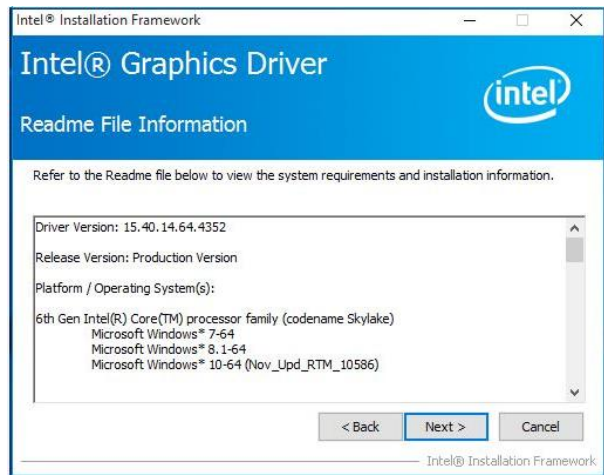 Intel® Installation Framework
Intel® Graphics Driver
intel
Readme File Information
Refer to the Readme file below to view the system requirements and installation information.
Driver Version: 15.40.14.64.4352
Release Version: Production Version
Platform / Operating System(s):
6th Gen Intel(R) Core(TM) processor family (codename Skylake)
Microsoft Windows* 7-64
Microsoft Windows* 8.1-64
Microsoft Windows* 10-64 (Nov_Upd_RTM_10586)
< Back Next > Cancel
Intel® Installation Framework